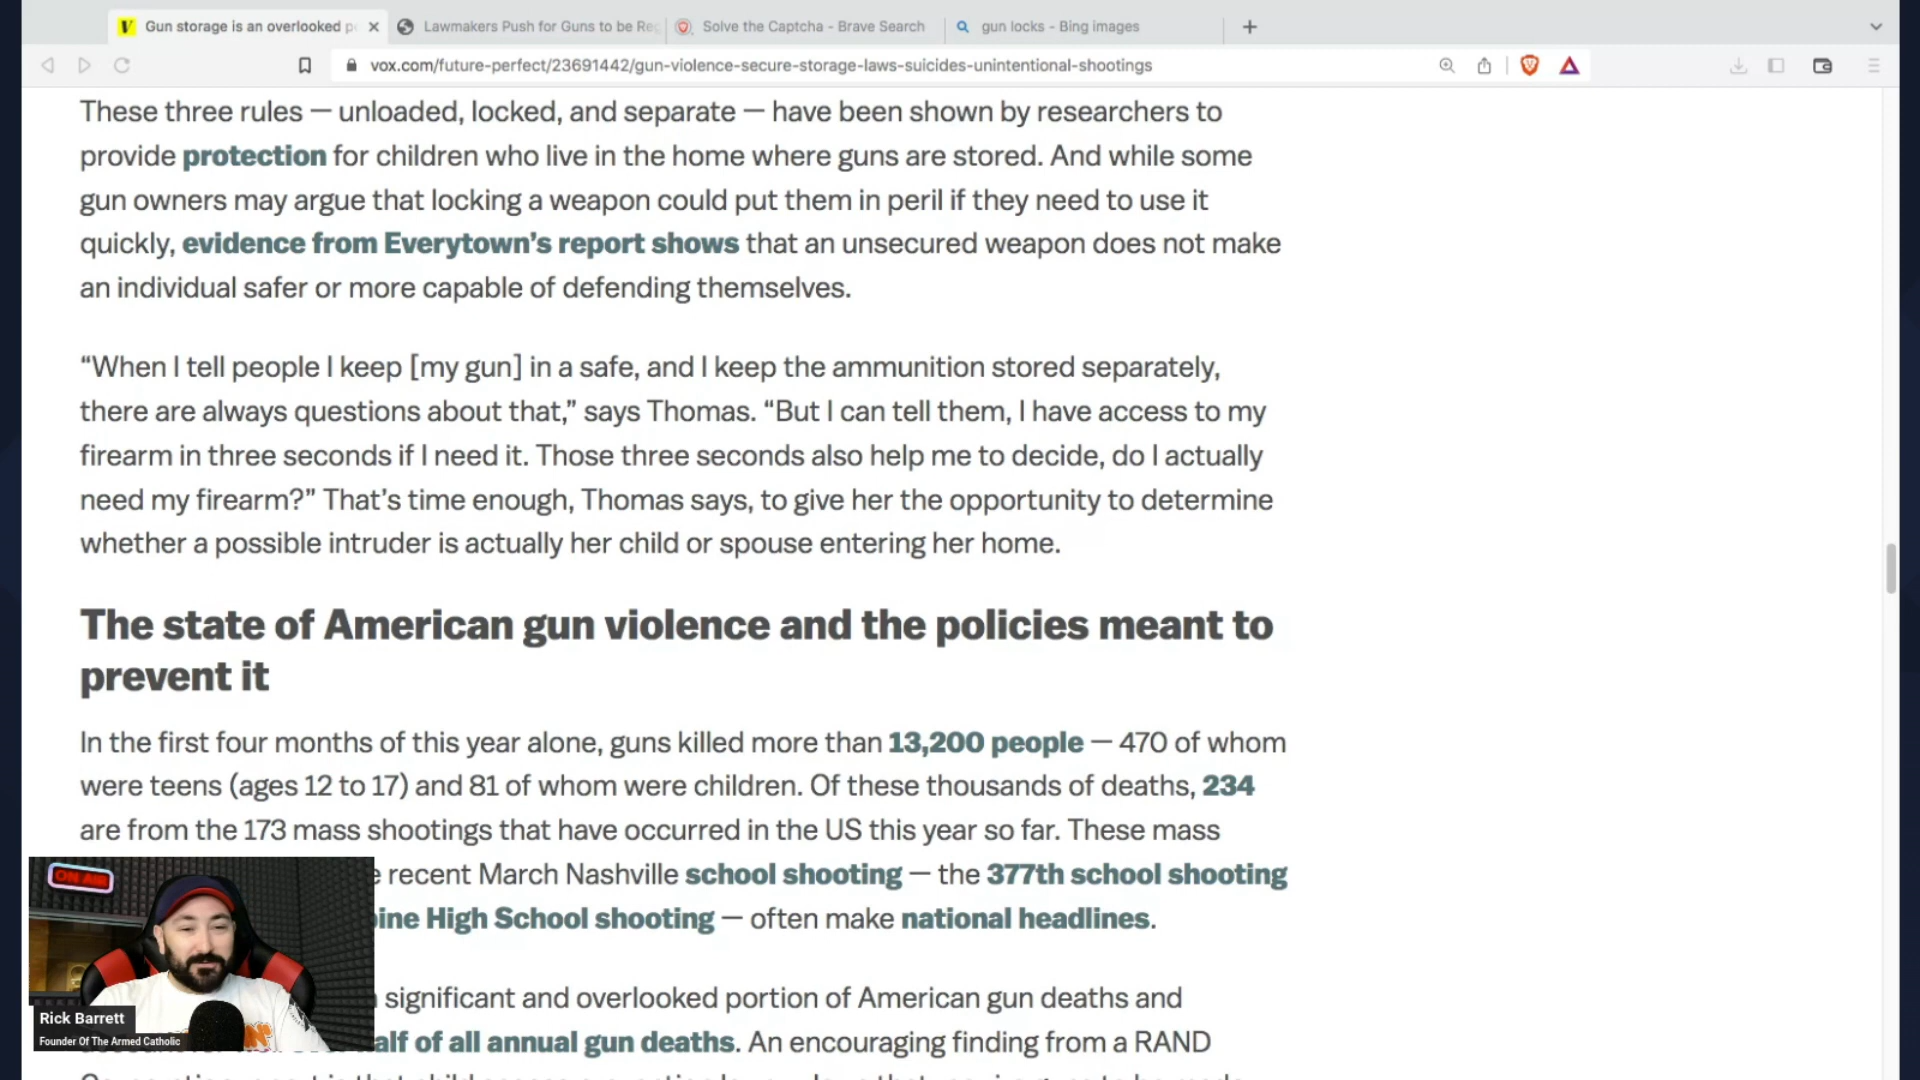 Gun storage is an overlooked p
Lawmakers Push for Guns to be Re
Solve the Captcha - Brave Search
gun locks - Bing images
vox.com/future-perfect/23691442/gun-violence-secure-storage-laws-suicides-unintentional-shootings
These three rules — unloaded, locked, and separate — have been shown by researchers to
provide protection for children who live in the home where guns are stored. And while some
gun owners may argue that locking a weapon could put them in peril if they need to use it
quickly, evidence from Everytown's report shows that an unsecured weapon does not make
an individual safer or more capable of defending themselves.
“When I tell people I keep [my gun] in a safe, and I keep the ammunition stored separately,
there are always questions about that,” says Thomas. “But I can tell them, I have access to my
firearm in three seconds if I need it. Those three seconds also help me to decide, do I actually
need my firearm?” That's time enough, Thomas says, to give her the opportunity to determine
whether a possible intruder is actually her child or spouse entering her home.
The state of American gun violence and the policies meant to
prevent it
In the first four months of this year alone, guns killed more than 13,200 people — 470 of whom
were teens (ages 12 to 17) and 81 of whom were children. Of these thousands of deaths, 234
are from the 173 mass shootings that have occurred in the US this year so far. These mass
recent March Nashville school shooting — the 377th school shooting
High School shooting — often make national headlines.
significant and overlooked portion of American gun deaths and
of all annual gun deaths. An encouraging finding from a RAND
ON AIR
Rick Barrett
Founder Of The Armed Catholic